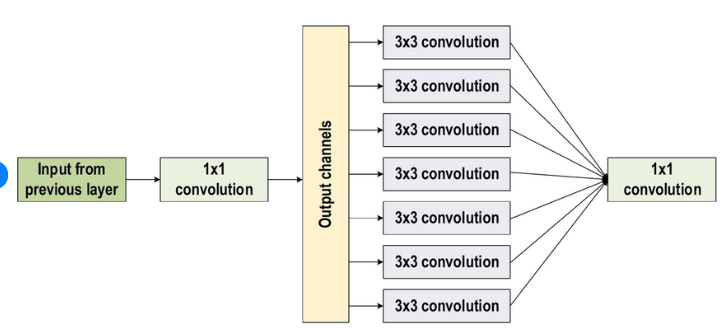 Input from
previous layer
1x1
convolution
Output channels
3x3 convolution
3x3 convolution
3x3 convolution
3x3 convolution
3x3 convolution
3x3 convolution
3x3 convolution
1x1
convolution